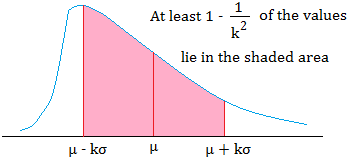 At least 1 - 1/k² of the values
lie in the shaded area
μ - kσ μ μ + kσ